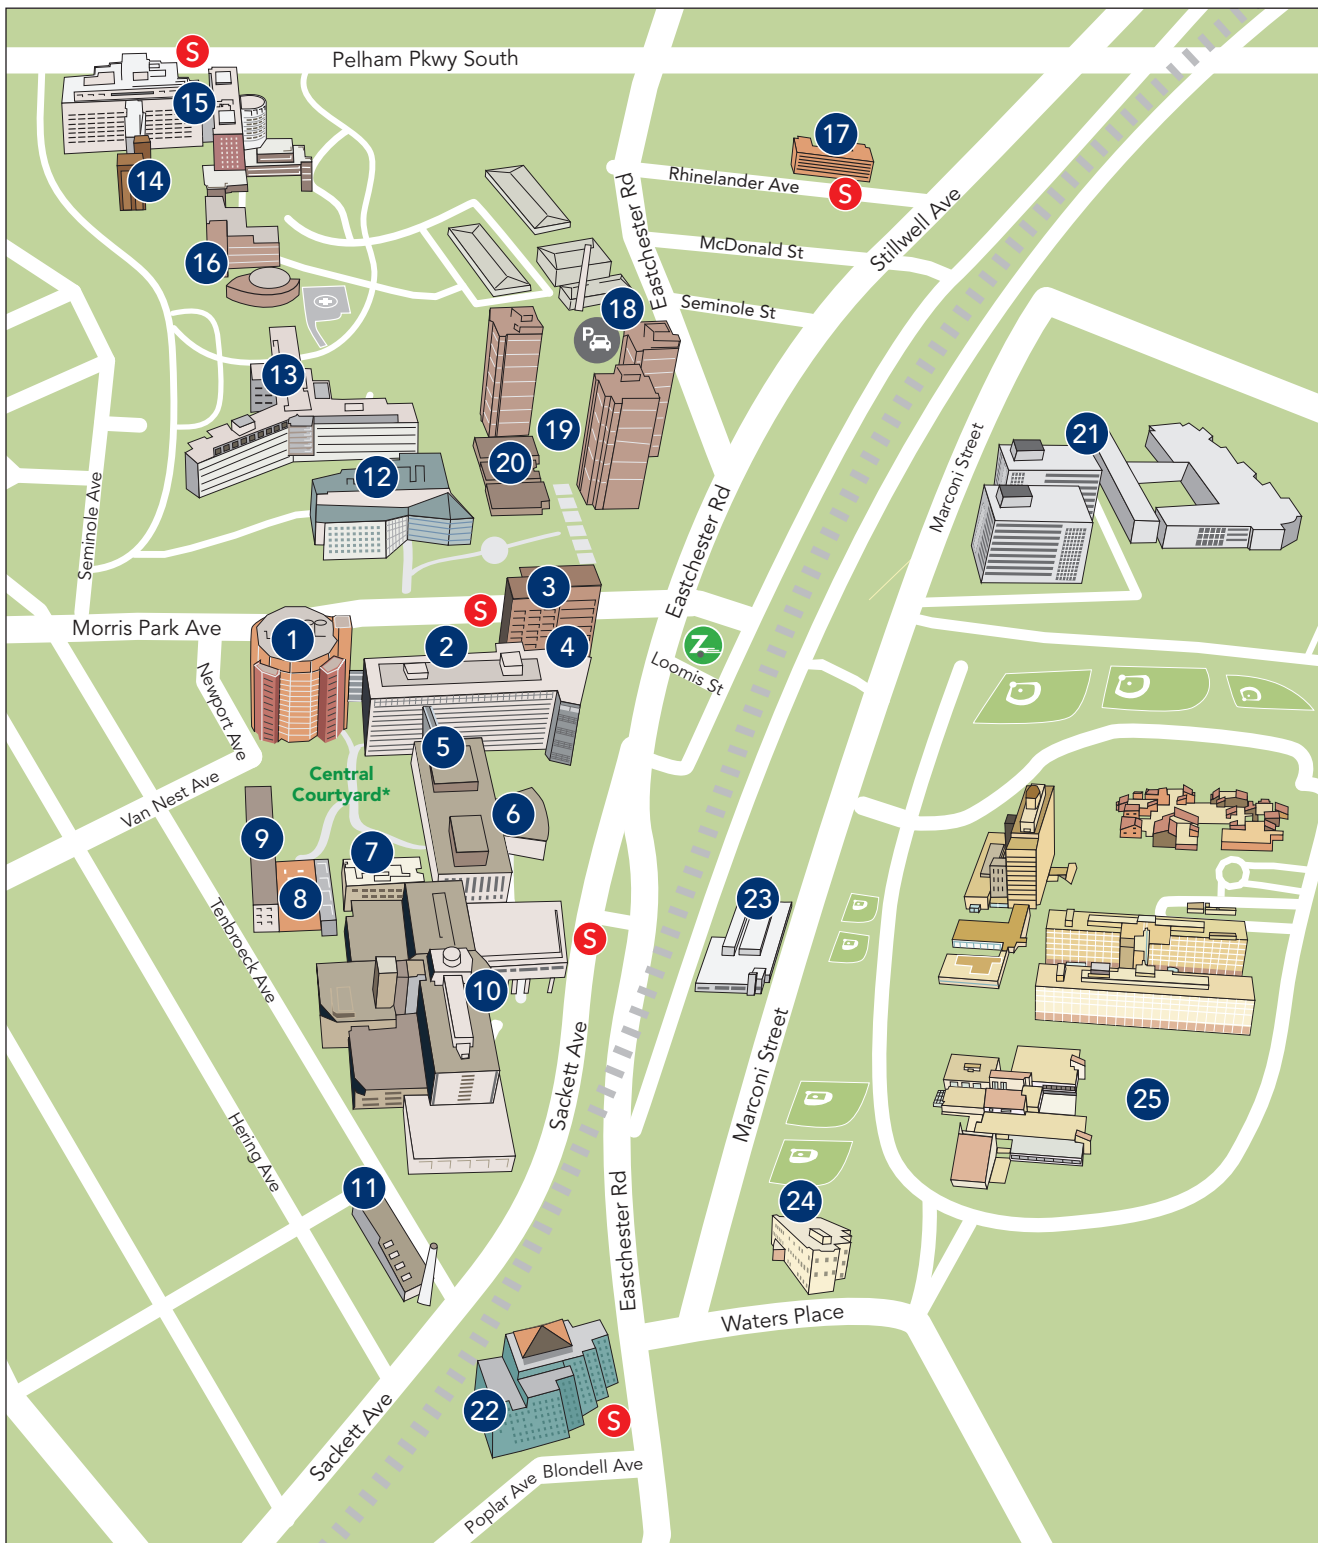 S
Pelham Pkwy South
15
17
14
Rhinelander Ave
S
Eastchester Rd
Stillwell Ave
McDonald St
16
18
Seminole St
P
13
19
21
20
12
Marconi Street
Seminole Ave
Eastchester Rd
3
S
Morris Park Ave
1
2
4
Z
Loomis St
Newport Ave
5
Central
Courtyard*
Van Nest Ave
6
9
7
8
23
Tenbroeck Ave
S
10
Sackett Ave
Marconi Street
25
Hering Ave
11
24
Eastchester Rd
Waters Place
22
S
Sackett Ave
Blondell Ave
Poplar Ave